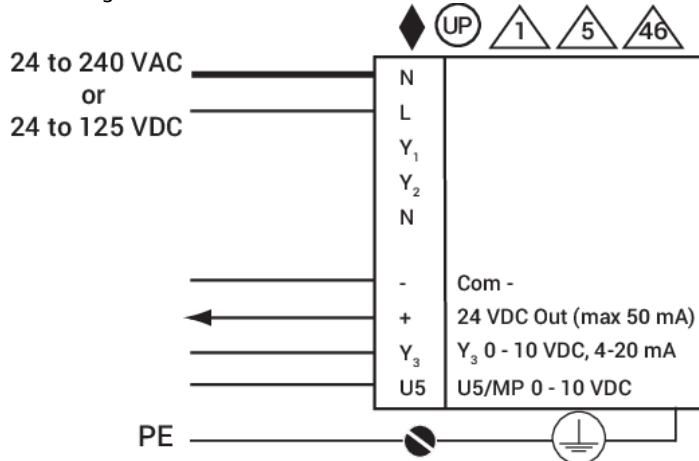 UP 1 5 46
24 to 240 VAC
or
24 to 125 VDC
N
L
Y₁
Y₂
N
- Com -
+ 24 VDC Out (max 50 mA)
Y₃ Y₃ 0 - 10 VDC, 4-20 mA
U5 U5/MP 0 - 10 VDC
PE